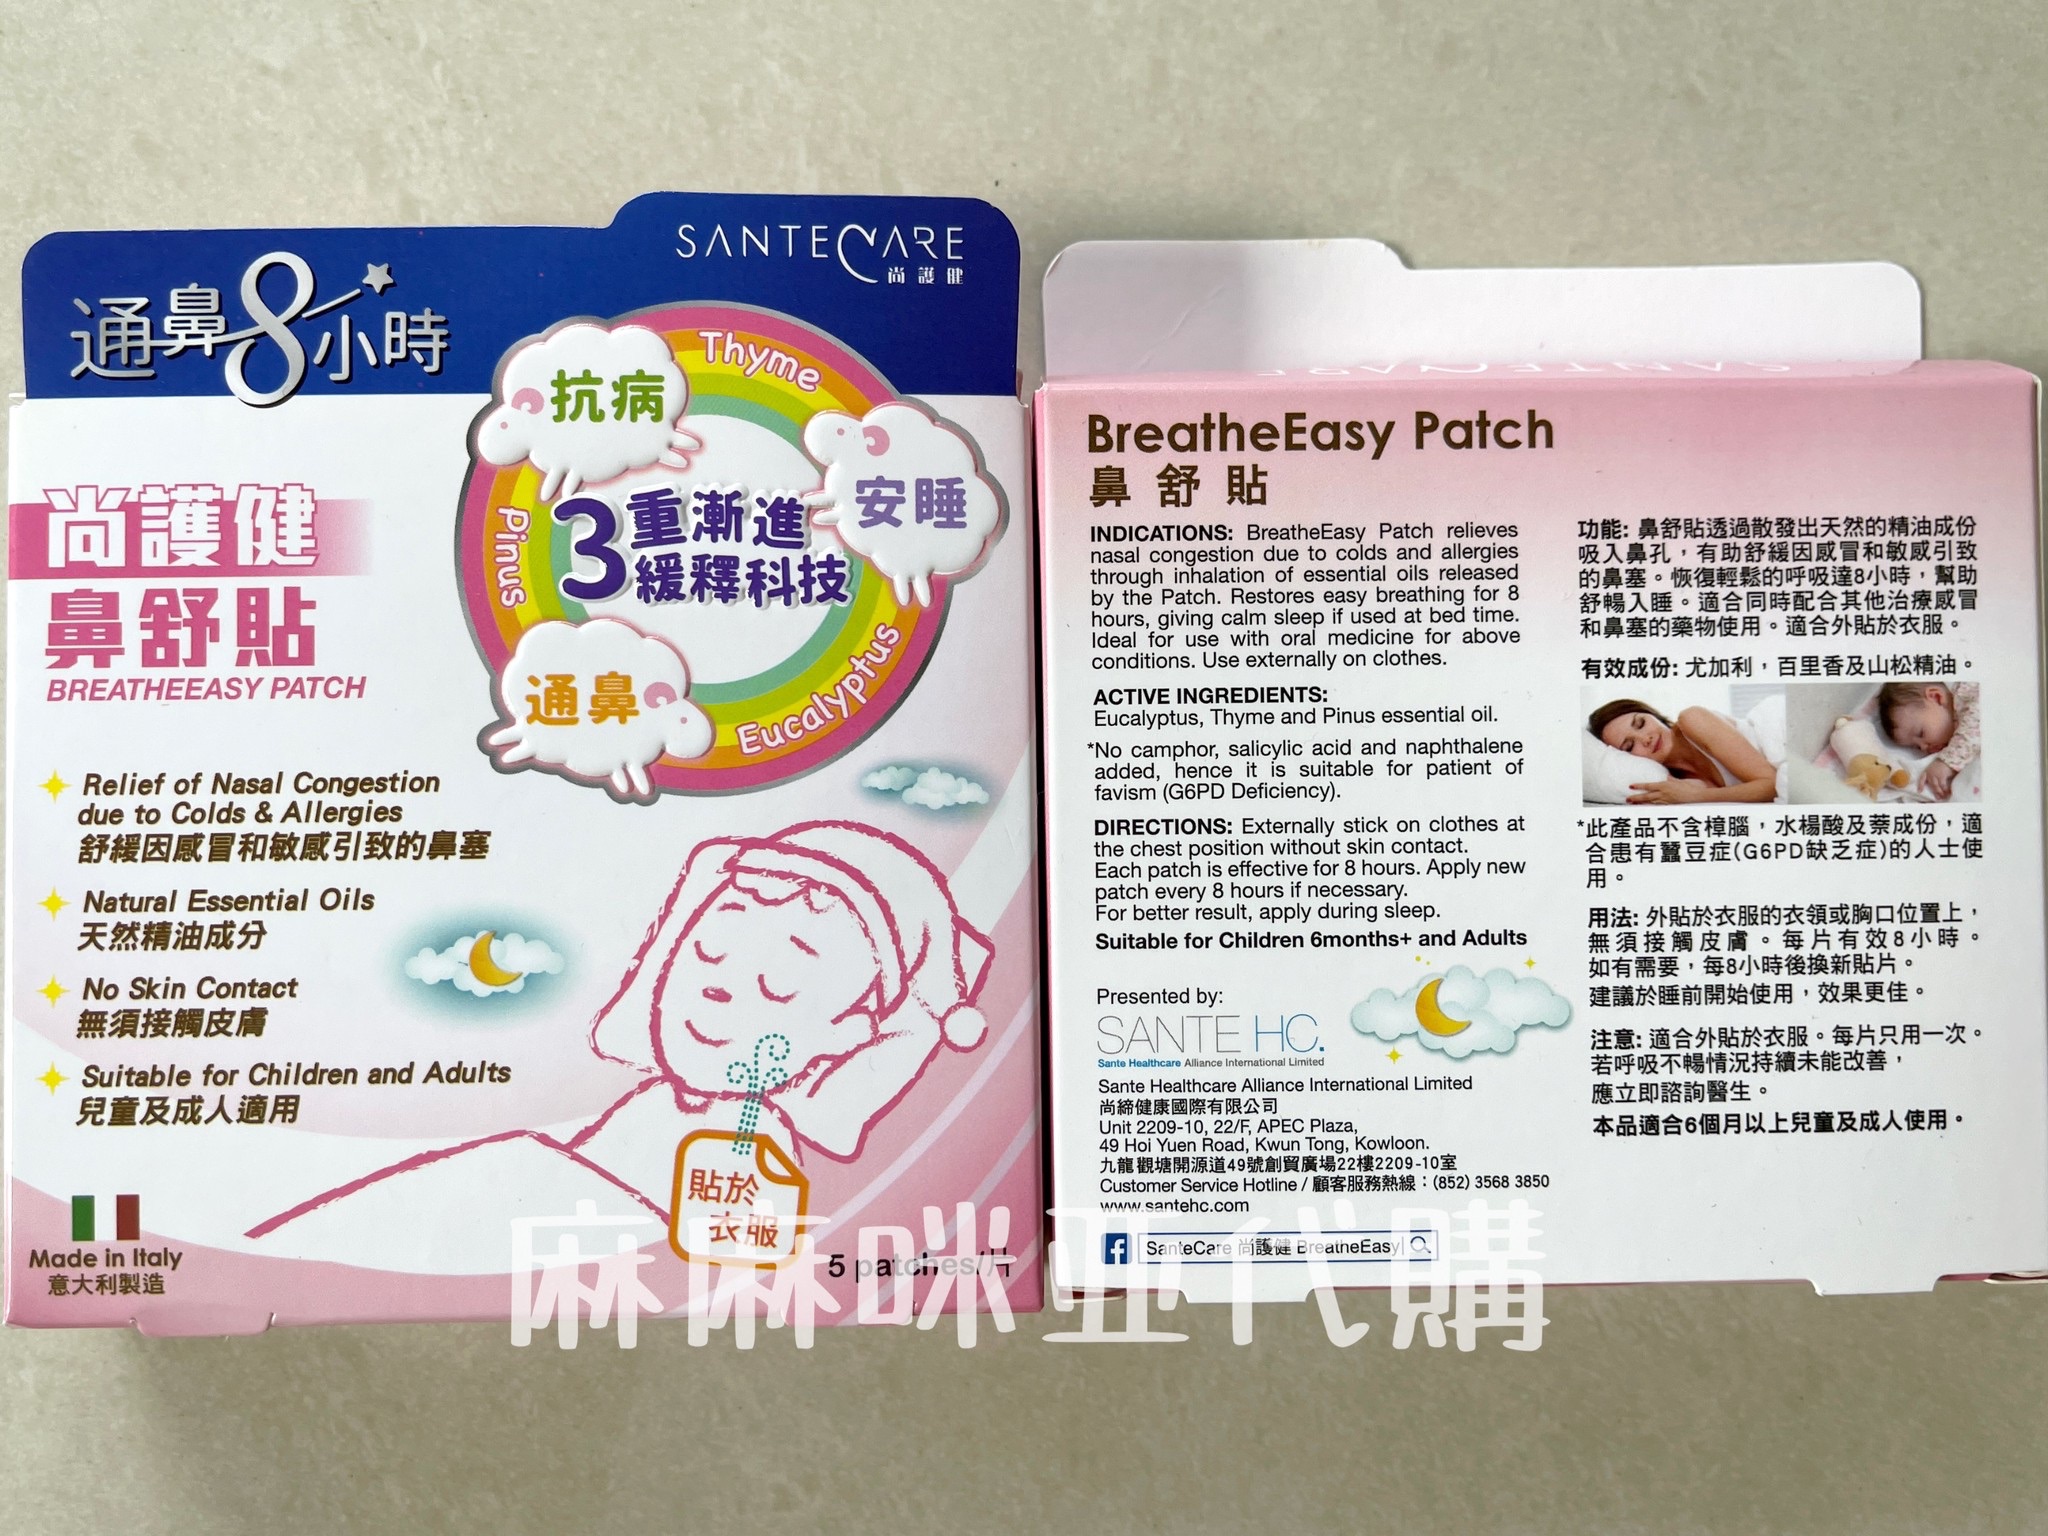 SANTECARE
尚護健
通鼻8小時
尚護健
鼻舒貼
BREATHEEASY PATCH
Thyme
Pinus
Eucalyptus
抗病
安睡
通鼻
3重漸進
緩釋科技
Relief of Nasal Congestion
due to Colds & Allergies
舒緩因感冒和敏感引致的鼻塞
Natural Essential Oils
天然精油成分
No Skin Contact
無須接觸皮膚
Suitable for Children and Adults
兒童及成人適用
貼於
衣服
Made in Italy
意大利製造
5 patches/片
SANTECARE
BreatheEasy Patch
鼻舒貼
INDICATIONS: BreatheEasy Patch relieves
nasal congestion due to colds and allergies
through inhalation of essential oils released
by the Patch. Restores easy breathing for 8
hours, giving calm sleep if used at bed time.
Ideal for use with oral medicine for above
conditions. Use externally on clothes.
ACTIVE INGREDIENTS:
Eucalyptus, Thyme and Pinus essential oil.
*No camphor, salicylic acid and naphthalene
added, hence it is suitable for patient of
favism (G6PD Deficiency).
DIRECTIONS: Externally stick on clothes at
the chest position without skin contact.
Each patch is effective for 8 hours. Apply new
patch every 8 hours if necessary.
For better result, apply during sleep.
Suitable for Children 6months+ and Adults
Presented by:
SANTE HC.
Sante Healthcare Alliance International Limited
Sante Healthcare Alliance International Limited
尚締健康國際有限公司
Unit 2209-10, 22/F, APEC Plaza,
49 Hoi Yuen Road, Kwun Tong, Kowloon.
九龍觀塘開源道49號創貿廣場22樓2209-10室
Customer Service Hotline / 顧客服務熱線：(852) 3568 3850
www.santehc.com
f SanteCare 尚護健 BreatheEasy
功能: 鼻舒貼透過散發出天然的精油成份
吸入鼻孔，有助舒緩因感冒和敏感引致
的鼻塞。恢復輕鬆的呼吸達8小時，幫助
舒暢入睡。適合同時配合其他治療感冒
和鼻塞的藥物使用。適合外貼於衣服。
有效成份: 尤加利，百里香及山松精油。
*此產品不含樟腦，水楊酸及萘成份，適
合患有蠶豆症(G6PD缺乏症)的人士使
用。
用法: 外貼於衣服的衣領或胸口位置上，
無須接觸皮膚。每片有效8小時。
如有需要，每8小時後換新貼片。
建議於睡前開始使用，效果更佳。
注意: 適合外貼於衣服。每片只用一次。
若呼吸不暢情況持續未能改善，
應立即諮詢醫生。
本品適合6個月以上兒童及成人使用。
麻麻咪亞代購